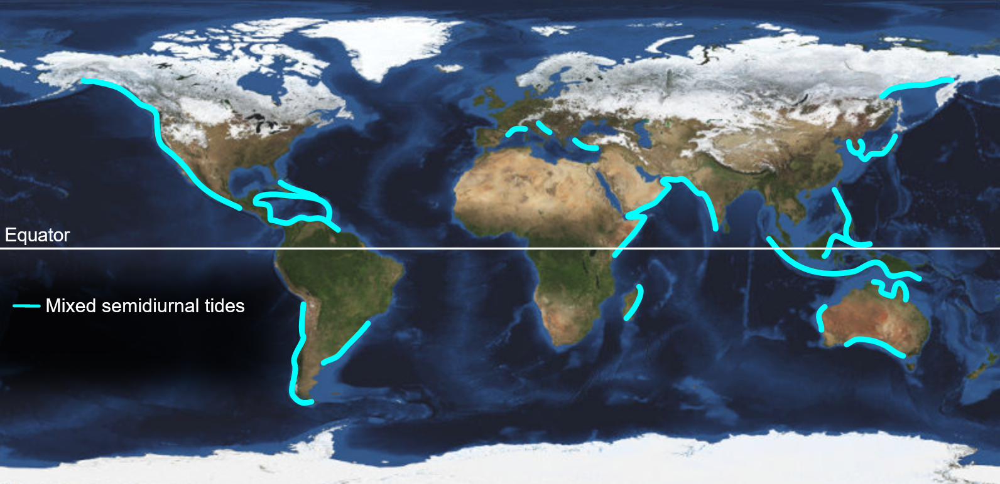 Equator
Mixed semidiurnal tides